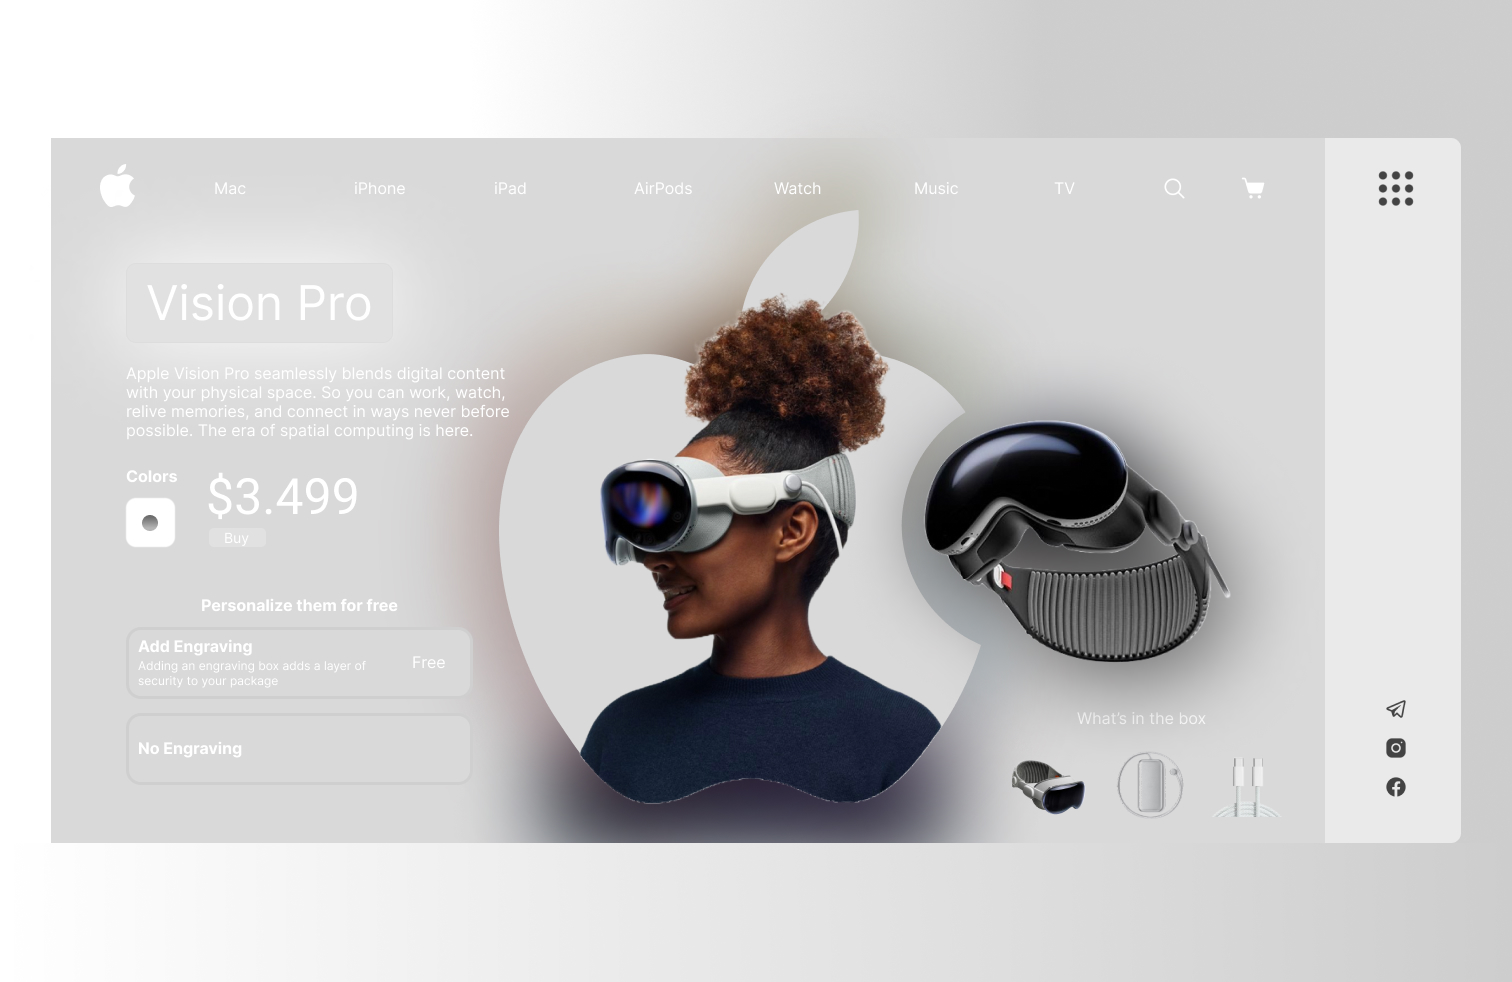 Mac
iPhone
iPad
AirPods
Watch
Music
TV
Vision Pro
Apple Vision Pro seamlessly blends digital content
with your physical space. So you can work, watch,
relive memories, and connect in ways never before
possible. The era of spatial computing is here.
Colors
$3.499
Buy
Personalize them for free
Add Engraving
Adding an engraving box adds a layer of
security to your package
Free
No Engraving
What's in the box